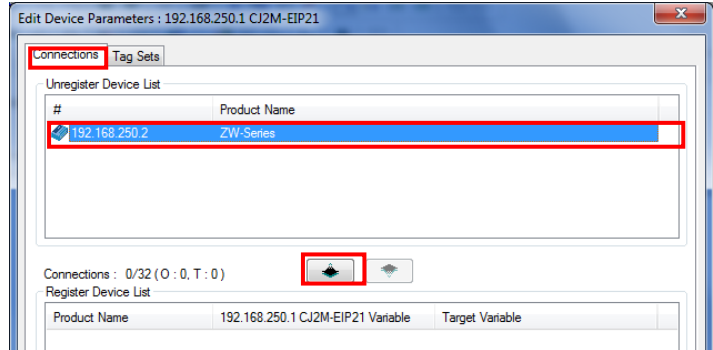 Edit Device Parameters : 192.168.250.1 CJ2M-EIP21
Connections Tag Sets
Unregister Device List
# Product Name
192.168.250.2 ZW-Series
Connections : 0/32 ( O : 0, T : 0 )
Register Device List
Product Name 192.168.250.1 CJ2M-EIP21 Variable Target Variable